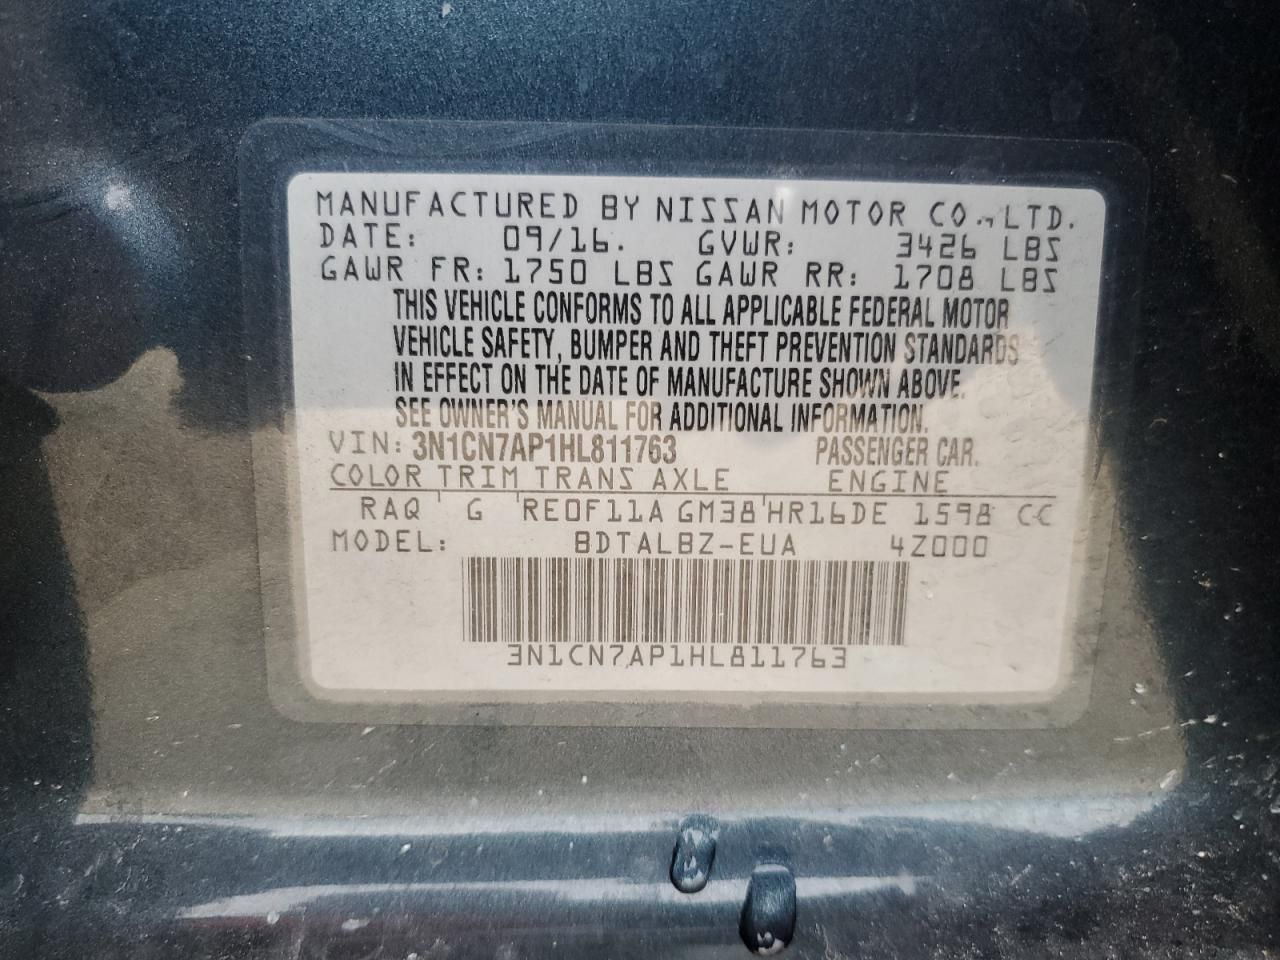 MANUFACTURED BY NISSAN MOTOR CO., LTD.
DATE: 09/16. GVWR: 3426 LBS
GAWR FR: 1750 LBS GAWR RR: 1708 LBS
THIS VEHICLE CONFORMS TO ALL APPLICABLE FEDERAL MOTOR
VEHICLE SAFETY, BUMPER AND THEFT PREVENTION STANDARDS
IN EFFECT ON THE DATE OF MANUFACTURE SHOWN ABOVE.
SEE OWNER'S MANUAL FOR ADDITIONAL INFORMATION.
VIN: 3N1CN7AP1HL811763 PASSENGER CAR.
COLOR TRIM TRANS AXLE ENGINE
RAQ G RE0F11A GM38 HR16DE 1598 CC
MODEL: BDTALBZ-EUA 4Z000
3N1CN7AP1HL811763